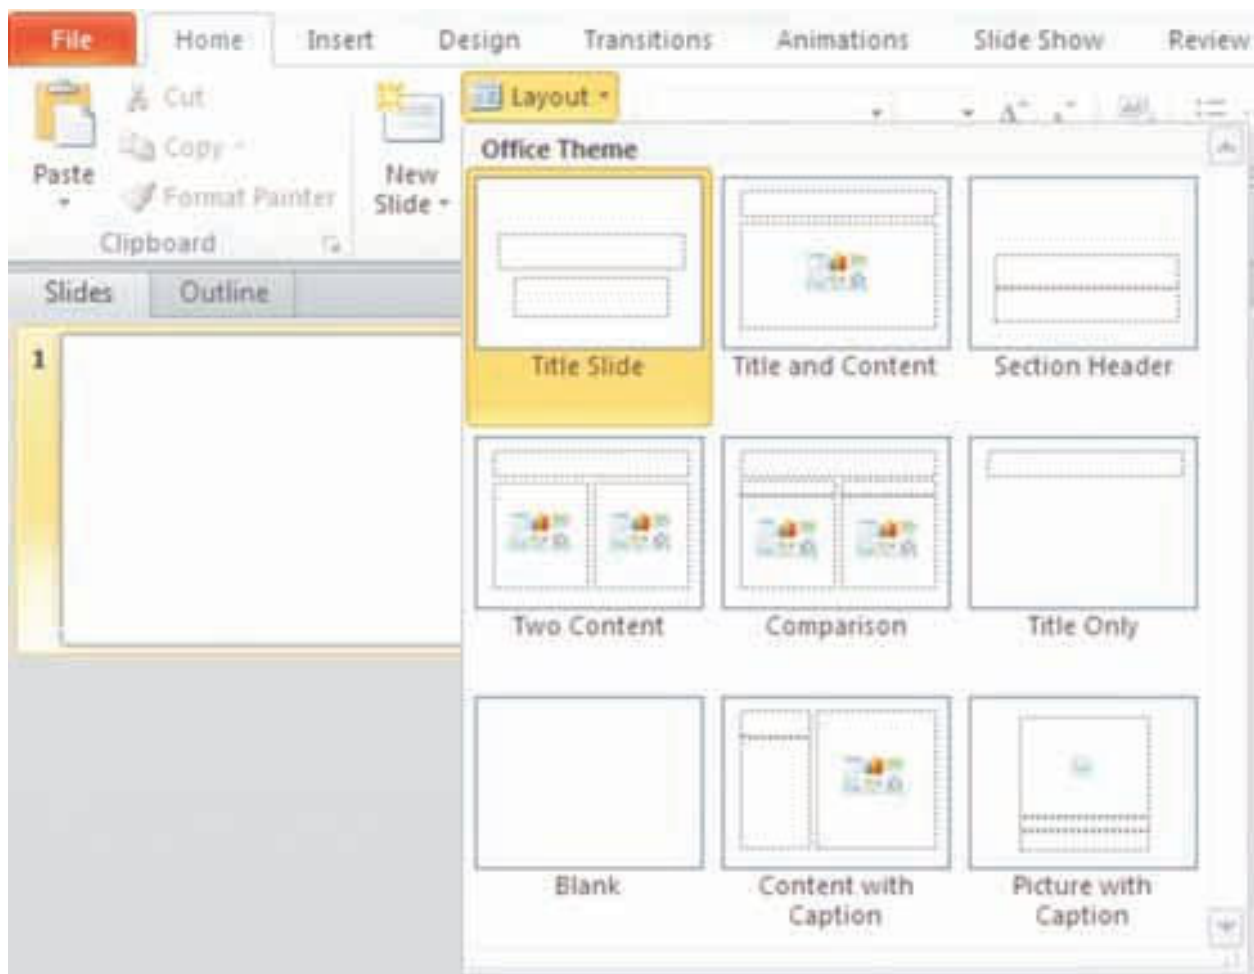 File Home Insert Design Transitions Animations Slide Show Review
Cut
Copy
Format Painter
Paste
Clipboard
New
Slide
Layout
Slides Outline
1
Office Theme
Title Slide Title and Content Section Header
Two Content Comparison Title Only
Blank Content with Caption Picture with Caption